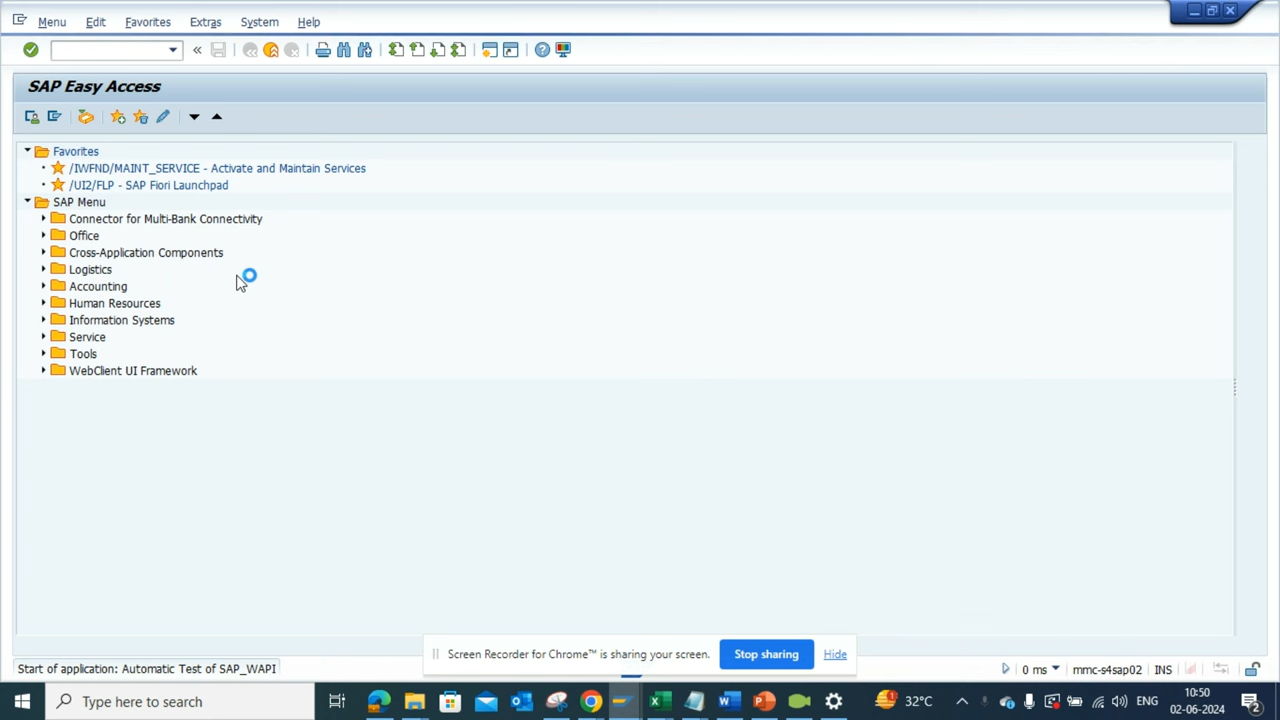 Menu Edit Favorites Extras System Help
SAP Easy Access
Favorites
/IWFND/MAINT_SERVICE - Activate and Maintain Services
/UI2/FLP - SAP Fiori Launchpad
SAP Menu
Connector for Multi-Bank Connectivity
Office
Cross-Application Components
Logistics
Accounting
Human Resources
Information Systems
Service
Tools
WebClient UI Framework
Screen Recorder for Chrome™ is sharing your screen. Stop sharing Hide
Start of application: Automatic Test of SAP_WAPI 0 ms mmc-s4sap02 INS
Type here to search 1 32°C ENG 10:50
02-06-2024 2